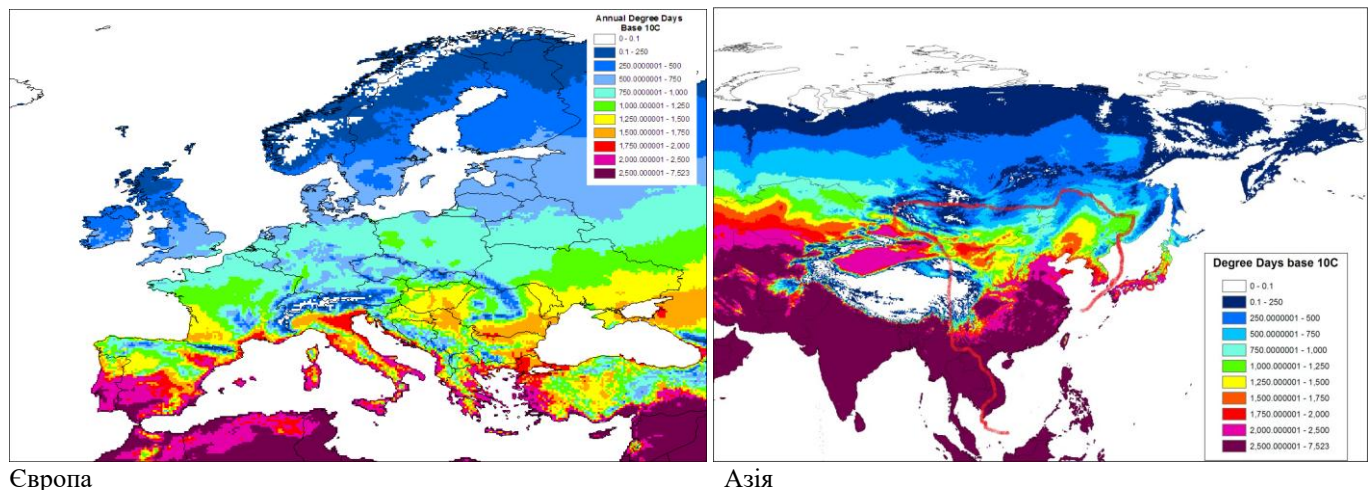 Annual Degree Days
Base 10C
0 - 0.1
0.1 - 250
250.0000001 - 500
500.0000001 - 750
750.0000001 - 1,000
1,000.000001 - 1,250
1,250.000001 - 1,500
1,500.000001 - 1,750
1,750.000001 - 2,000
2,000.000001 - 2,500
2,500.000001 - 7,523
Degree Days base 10C
0 - 0.1
0.1 - 250
250.0000001 - 500
500.0000001 - 750
750.0000001 - 1,000
1,000.000001 - 1,250
1,250.000001 - 1,500
1,500.000001 - 1,750
1,750.000001 - 2,000
2,000.000001 - 2,500
2,500.000001 - 7,523
Європа
Азія